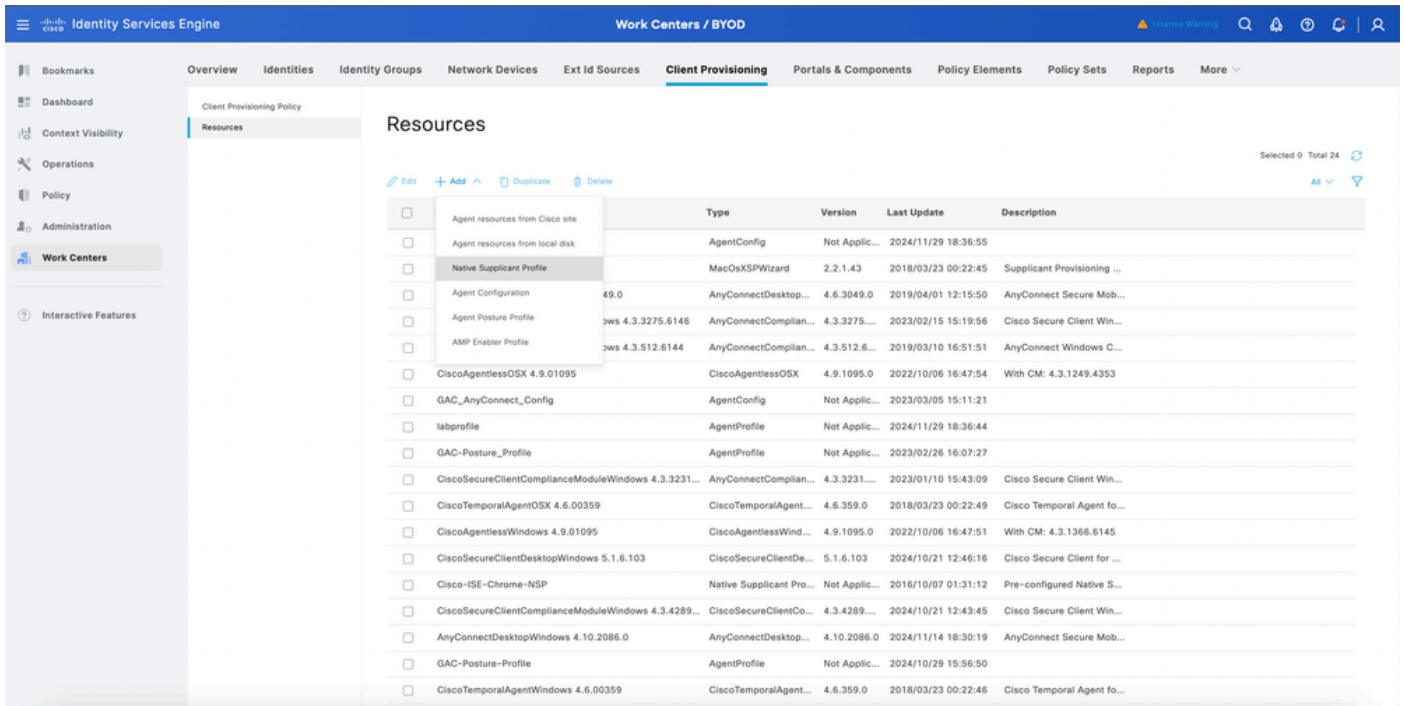 cisco Identity Services Engine
Work Centers / BYOD
License Warning
Bookmarks
Dashboard
Context Visibility
Operations
Policy
Administration
Work Centers
Interactive Features
Overview Identities Identity Groups Network Devices Ext Id Sources Client Provisioning Portals & Components Policy Elements Policy Sets Reports More
Client Provisioning Policy
Resources
Resources
Selected 0 Total 24
Edit Add Duplicate Delete All
Agent resources from Cisco site
Agent resources from local disk
Native Supplicant Profile
Agent Configuration
Agent Posture Profile
AMP Enabler Profile
Type Version Last Update Description
AgentConfig Not Applic... 2024/11/29 18:36:55
MacOsXSPWizard 2.2.1.43 2018/03/23 00:22:45 Supplicant Provisioning ...
49.0 AnyConnectDesktop... 4.6.3049.0 2019/04/01 12:15:50 AnyConnect Secure Mob...
ows 4.3.3275.6146 AnyConnectComplian... 4.3.3275.... 2023/02/15 15:19:56 Cisco Secure Client Win...
ows 4.3.512.6144 AnyConnectComplian... 4.3.512.6... 2019/03/10 16:51:51 AnyConnect Windows C...
CiscoAgentlessOSX 4.9.01095 CiscoAgentlessOSX 4.9.1095.0 2022/10/06 16:47:54 With CM: 4.3.1249.4353
GAC_AnyConnect_Config AgentConfig Not Applic... 2023/03/05 15:11:21
labprofile AgentProfile Not Applic... 2024/11/29 18:36:44
GAC-Posture_Profile AgentProfile Not Applic... 2023/02/26 16:07:27
CiscoSecureClientComplianceModuleWindows 4.3.3231... AnyConnectComplian... 4.3.3231.... 2023/01/10 15:43:09 Cisco Secure Client Win...
CiscoTemporalAgentOSX 4.6.00359 CiscoTemporalAgent... 4.6.359.0 2018/03/23 00:22:49 Cisco Temporal Agent fo...
CiscoAgentlessWindows 4.9.01095 CiscoAgentlessWind... 4.9.1095.0 2022/10/06 16:47:51 With CM: 4.3.1366.6145
CiscoSecureClientDesktopWindows 5.1.6.103 CiscoSecureClientDe... 5.1.6.103 2024/10/21 12:46:16 Cisco Secure Client for ...
Cisco-ISE-Chrome-NSP Native Supplicant Pro... Not Applic... 2016/10/07 01:31:12 Pre-configured Native S...
CiscoSecureClientComplianceModuleWindows 4.3.4289... CiscoSecureClientCo... 4.3.4289.... 2024/10/21 12:43:45 Cisco Secure Client Win...
AnyConnectDesktopWindows 4.10.2086.0 AnyConnectDesktop... 4.10.2086.0 2024/11/14 18:30:19 AnyConnect Secure Mob...
GAC-Posture-Profile AgentProfile Not Applic... 2024/10/29 15:56:50
CiscoTemporalAgentWindows 4.6.00359 CiscoTemporalAgent... 4.6.359.0 2018/03/23 00:22:46 Cisco Temporal Agent fo...